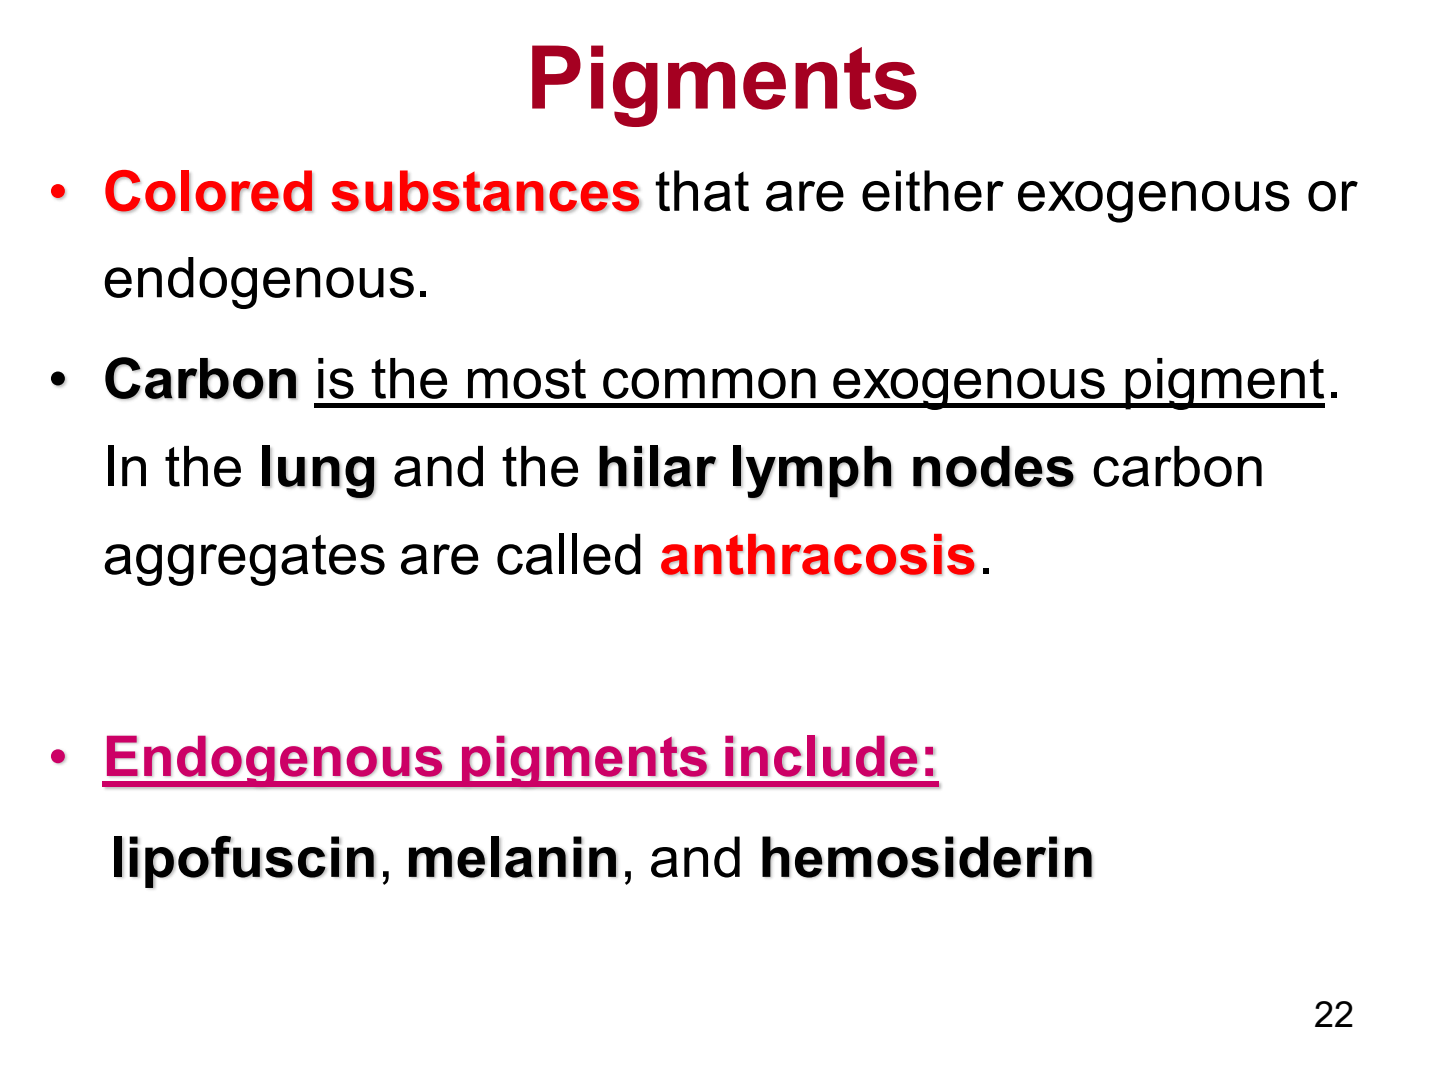 Pigments
• Colored substances that are either exogenous or
endogenous.
• Carbon is the most common exogenous pigment.
In the lung and the hilar lymph nodes carbon
aggregates are called anthracosis.
• Endogenous pigments include:
lipofuscin, melanin, and hemosiderin
22